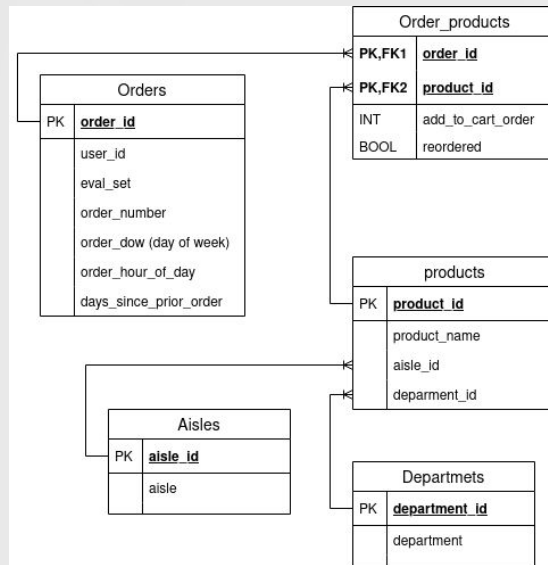 Order_products
PK,FK1 order_id
PK,FK2 product_id
INT add_to_cart_order
BOOL reordered
Orders
PK order_id
user_id
eval_set
order_number
order_dow (day of week)
order_hour_of_day
days_since_prior_order
products
PK product_id
product_name
aisle_id
deparment_id
Aisles
PK aisle_id
aisle
Departmets
PK department_id
department